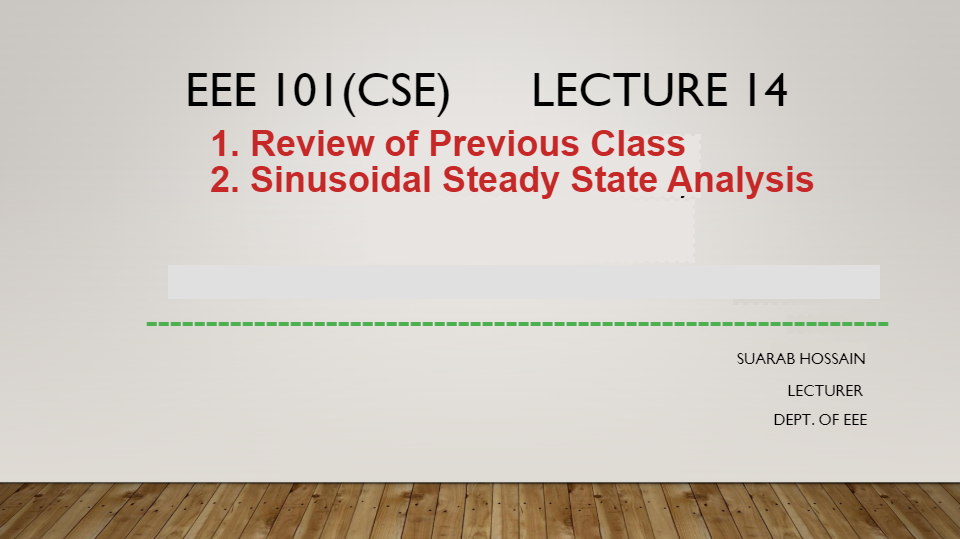 EEE 101(CSE) LECTURE 14
1. Review of Previous Class
2. Sinusoidal Steady State Analysis
SUARAB HOSSAIN
LECTURER
DEPT. OF EEE